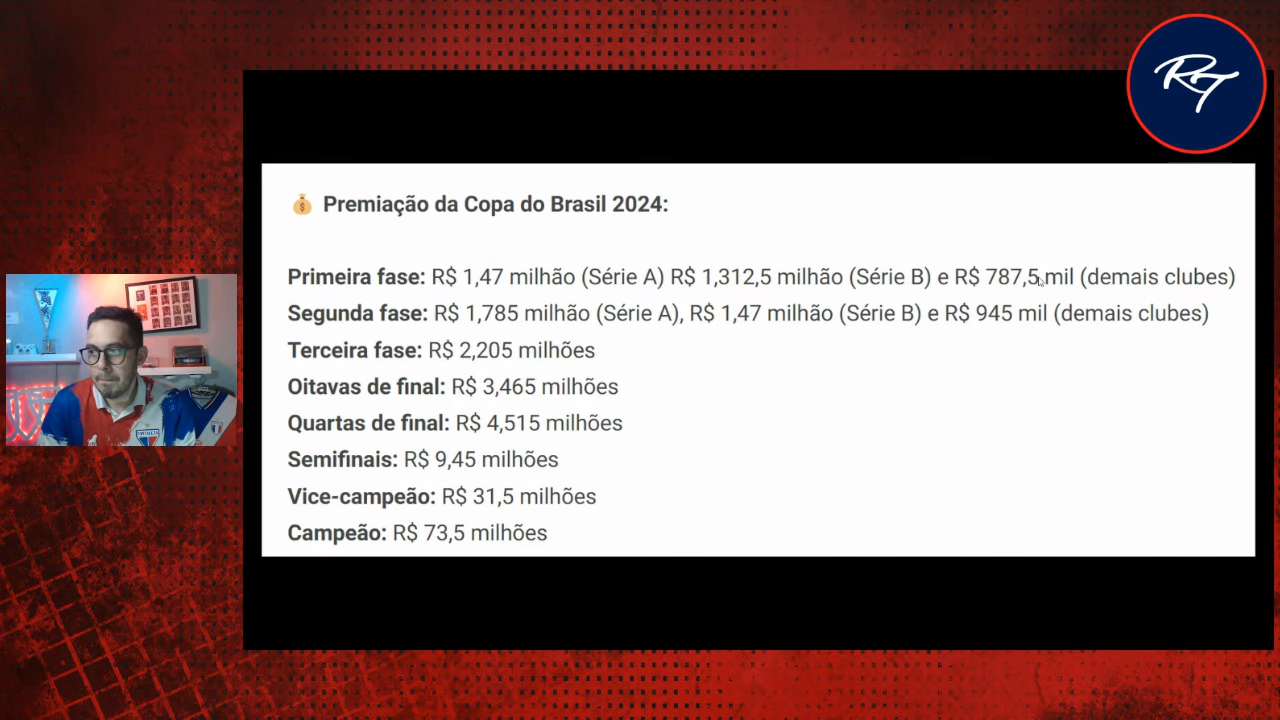 RT
Premiação da Copa do Brasil 2024:
Primeira fase: R$ 1,47 milhão (Série A) R$ 1,312,5 milhão (Série B) e R$ 787,5 mil (demais clubes)
Segunda fase: R$ 1,785 milhão (Série A), R$ 1,47 milhão (Série B) e R$ 945 mil (demais clubes)
Terceira fase: R$ 2,205 milhões
Oitavas de final: R$ 3,465 milhões
Quartas de final: R$ 4,515 milhões
Semifinais: R$ 9,45 milhões
Vice-campeão: R$ 31,5 milhões
Campeão: R$ 73,5 milhões
FORTALEZA